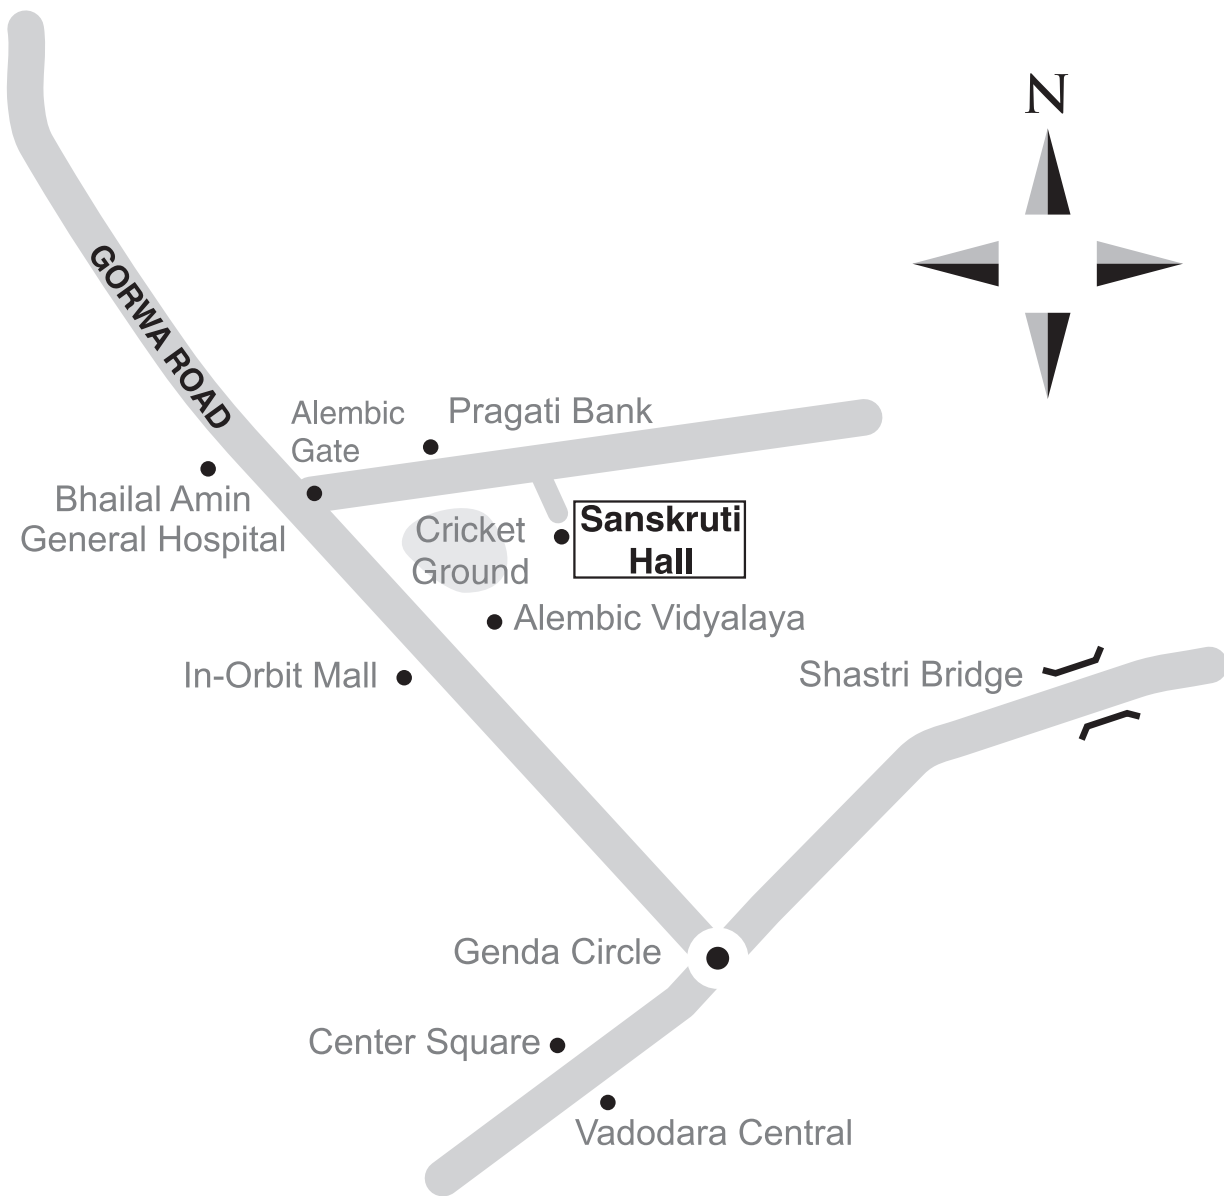 N
GORWA ROAD
Alembic
Gate
Pragati Bank
Bhailal Amin
General Hospital
Cricket
Ground
Sanskruti
Hall
Alembic Vidyalaya
In-Orbit Mall
Shastri Bridge
Genda Circle
Center Square
Vadodara Central